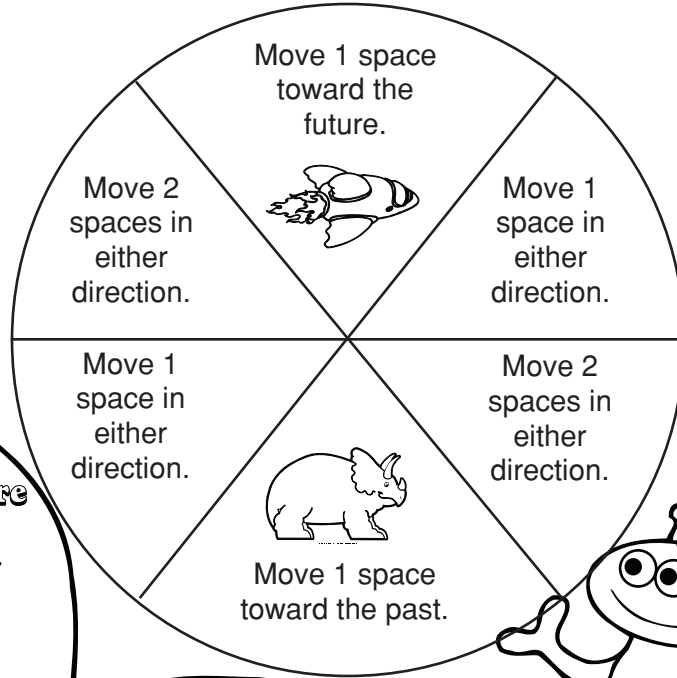 Move 1 space
toward the
future.
Move 2
spaces in
either
direction.
Move 1
space in
either
direction.
Move 1
space in
either
direction.
Move 2
spaces in
either
direction.
Move 1 space
toward the past.